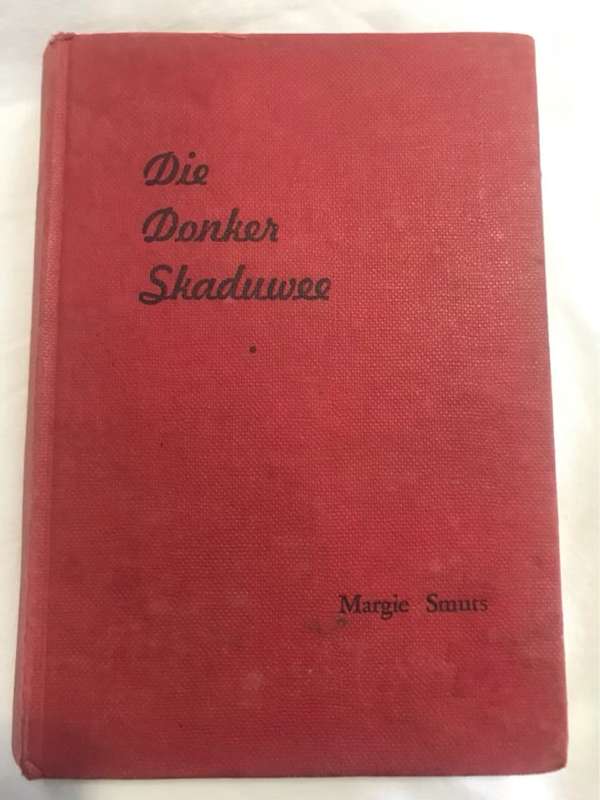 Die
Donker
Skaduwee
Margie Smuts